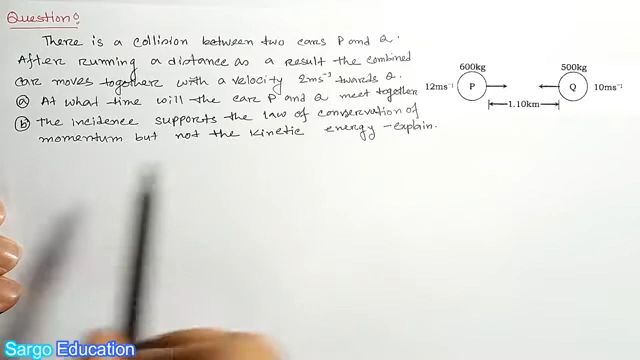 Question:
There is a collision between two cars P and Q.
After running a distance as a result the combined
car moves together with a velocity 2ms⁻¹ towards Q.
(a) At what time will the car P and Q meet together
(b) The incidence supports the law of conservation of
momentum but not the kinetic energy - explain.
600kg 500kg
12ms⁻¹ P Q 10ms⁻¹
1.10km
Sargo Education